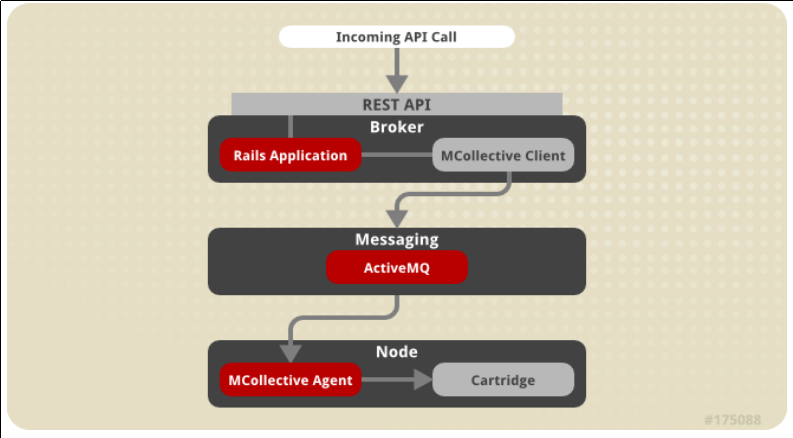 Incoming API Call
REST API
Broker
Rails Application
MCollective Client
Messaging
ActiveMQ
Node
MCollective Agent
Cartridge
#175088